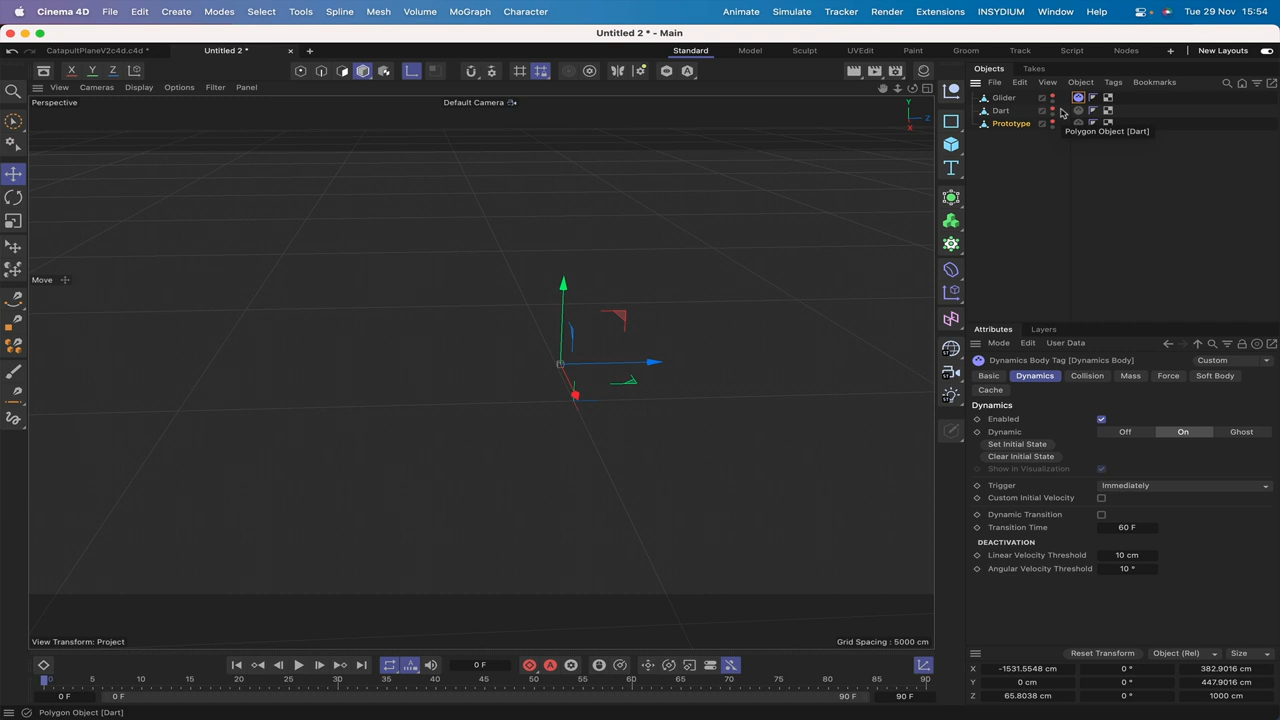 Cinema 4D File Edit Create Modes Select Tools Spline Mesh Volume MoGraph Character Animate Simulate Tracker Render Extensions INSYDIUM Window Help Tue 29 Nov 15:54
Untitled 2 * - Main
CatapultPlaneV2c4d.c4d * Untitled 2 * Standard Model Sculpt UVEdit Paint Groom Track Script Nodes New Layouts
X Y Z
Objects Takes
View Cameras Display Options Filter Panel
File Edit View Object Tags Bookmarks
Perspective Default Camera
Glider
Dart
Prototype
Polygon Object [Dart]
Y
Z
X
Move
Attributes Layers
Mode Edit User Data
Dynamics Body Tag [Dynamics Body] Custom
Basic Dynamics Collision Mass Force Soft Body
Cache
Dynamics
Enabled
Dynamic Off On Ghost
Set Initial State
Clear Initial State
Show in Visualization
Trigger Immediately
Custom Initial Velocity
Dynamic Transition
Transition Time 60 F
DEACTIVATION
Linear Velocity Threshold 10 cm
Angular Velocity Threshold 10 °
ST
ST
ST
View Transform: Project Grid Spacing : 5000 cm
0 F
Reset Transform Object (Rel) Size
X -1531.5548 cm 0 ° 382.9016 cm
Y 0 cm 0 ° 447.9016 cm
Z 65.8038 cm 0 ° 1000 cm
0 5 10 15 20 25 30 35 40 45 50 55 60 65 70 75 80 85 90
0 F 0 F 90 F 90 F
Polygon Object [Dart]